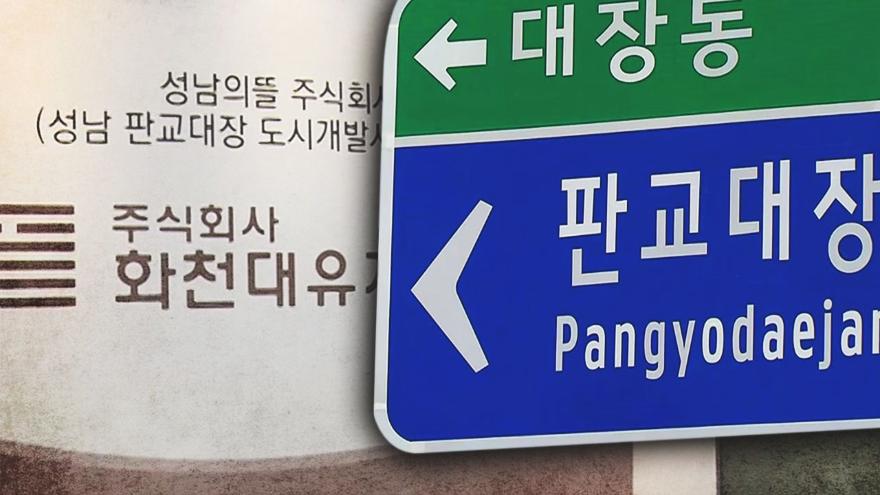 성남의뜰 주식회사
(성남 판교대장 도시개발
주식회사
화천대유
대장동
판교대장
Pangyodaejan